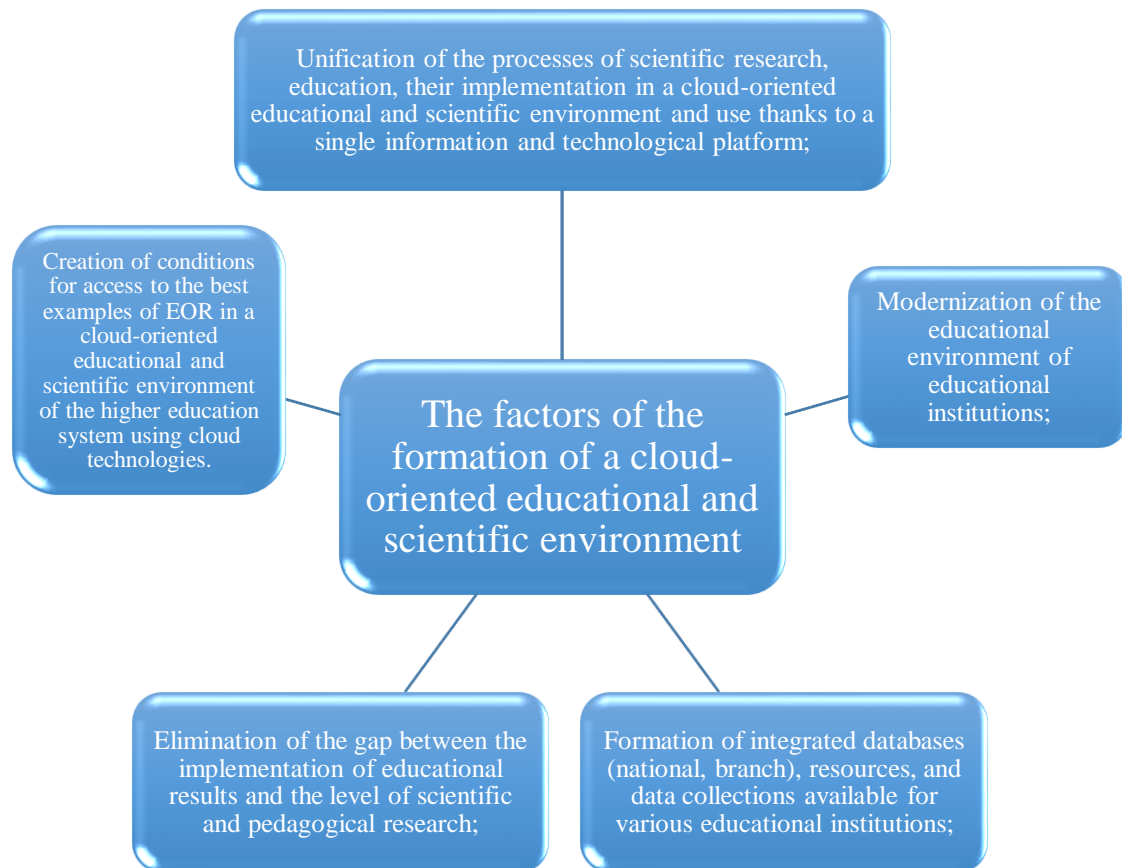 Unification of the processes of scientific research,
education, their implementation in a cloud-oriented
educational and scientific environment and use thanks to a
single information and technological platform;
Creation of conditions
for access to the best
examples of EOR in a
cloud-oriented
educational and
scientific environment
of the higher education
system using cloud
technologies.
Modernization of the
educational
environment of
educational
institutions;
The factors of the
formation of a cloud-
oriented educational and
scientific environment
Elimination of the gap between the
implementation of educational
results and the level of scientific
and pedagogical research;
Formation of integrated databases
(national, branch), resources, and
data collections available for
various educational institutions;